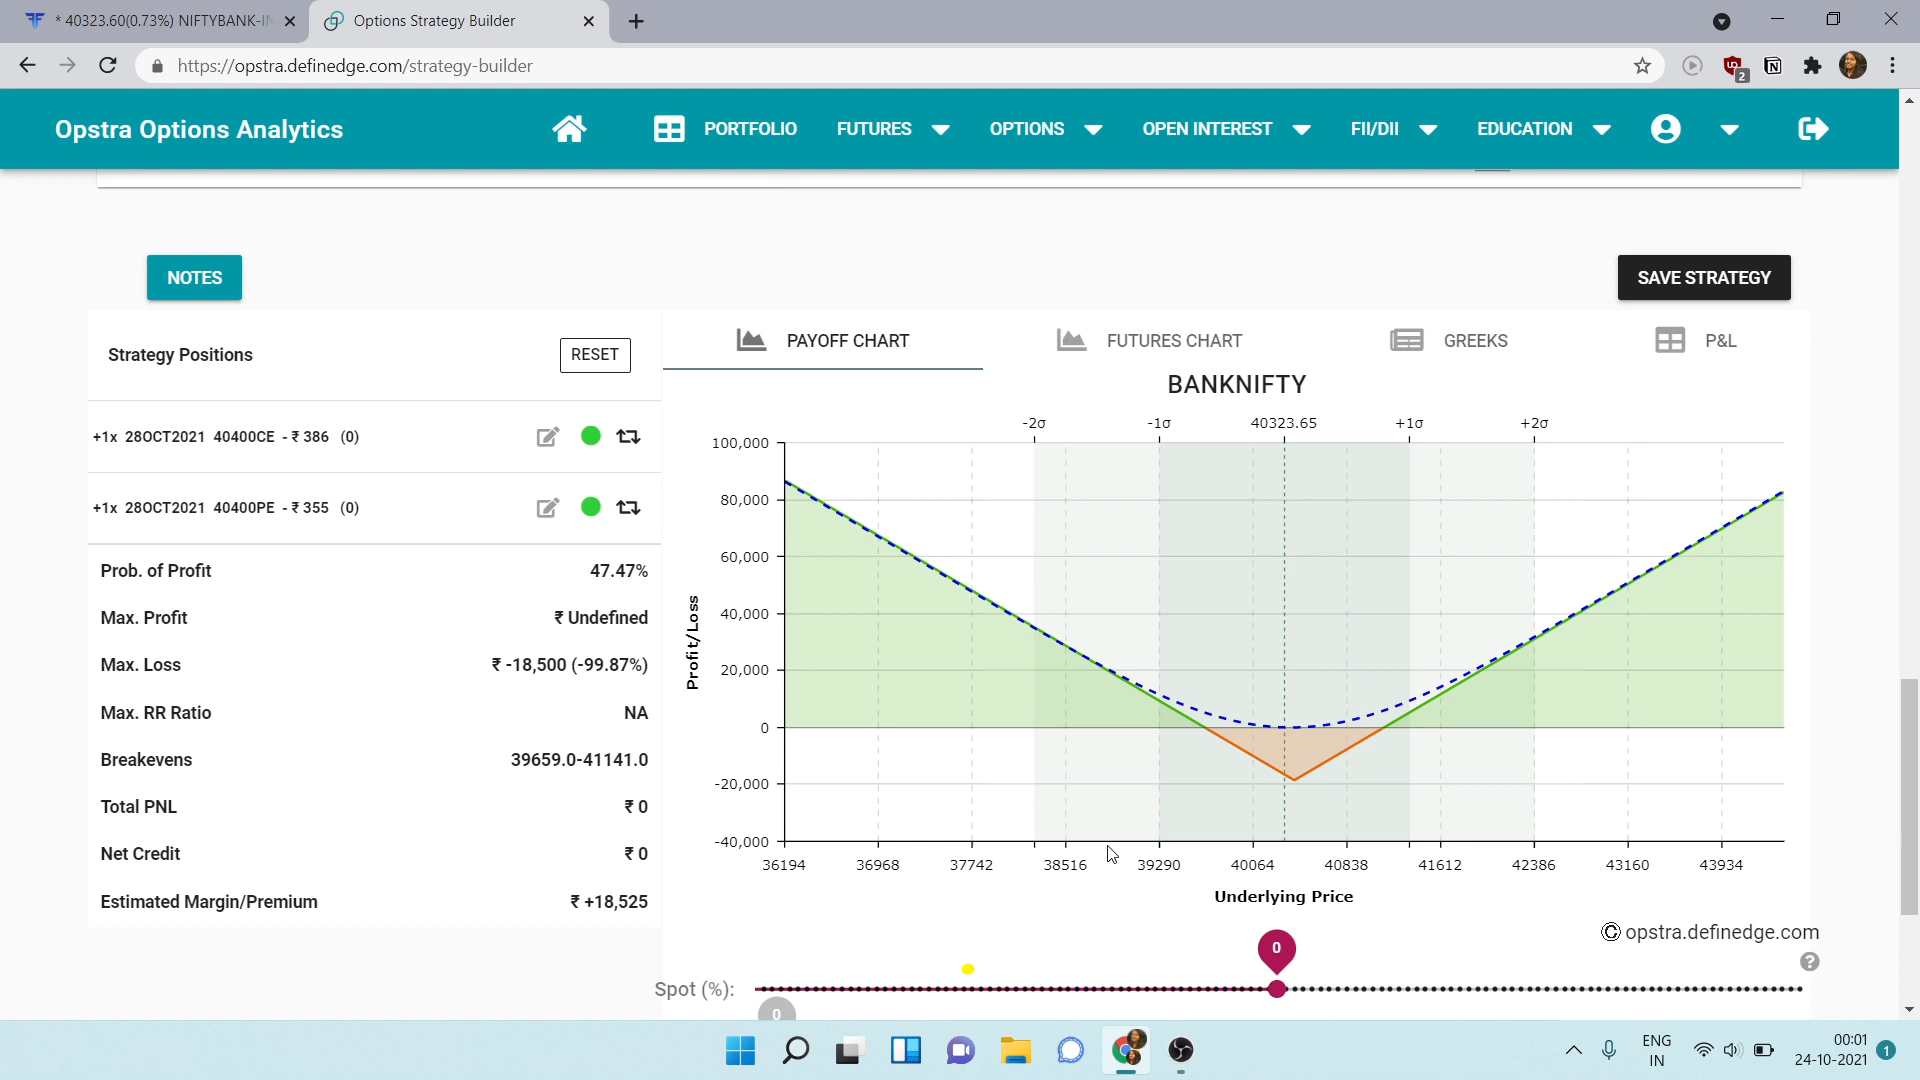 * 40323.60(0.73%) NIFTYBANK-IN
Options Strategy Builder
https://opstra.definedge.com/strategy-builder
2
Opstra Options Analytics
PORTFOLIO
FUTURES
OPTIONS
OPEN INTEREST
FII/DII
EDUCATION
NOTES
SAVE STRATEGY
Strategy Positions
RESET
PAYOFF CHART
FUTURES CHART
GREEKS
P&L
BANKNIFTY
+1x 28OCT2021 40400CE - ₹ 386 (0)
+1x 28OCT2021 40400PE - ₹ 355 (0)
Prob. of Profit 47.47%
Max. Profit ₹ Undefined
Max. Loss ₹ -18,500 (-99.87%)
Max. RR Ratio NA
Breakevens 39659.0-41141.0
Total PNL ₹ 0
Net Credit ₹ 0
Estimated Margin/Premium ₹ +18,525
-2σ -1σ 40323.65 +1σ +2σ
100,000
80,000
60,000
40,000
20,000
0
-20,000
-40,000
Profit/Loss
36194 36968 37742 38516 39290 40064 40838 41612 42386 43160 43934
Underlying Price
© opstra.definedge.com
?
0
Spot (%):
0
ENG
IN
00:01
24-10-2021
1